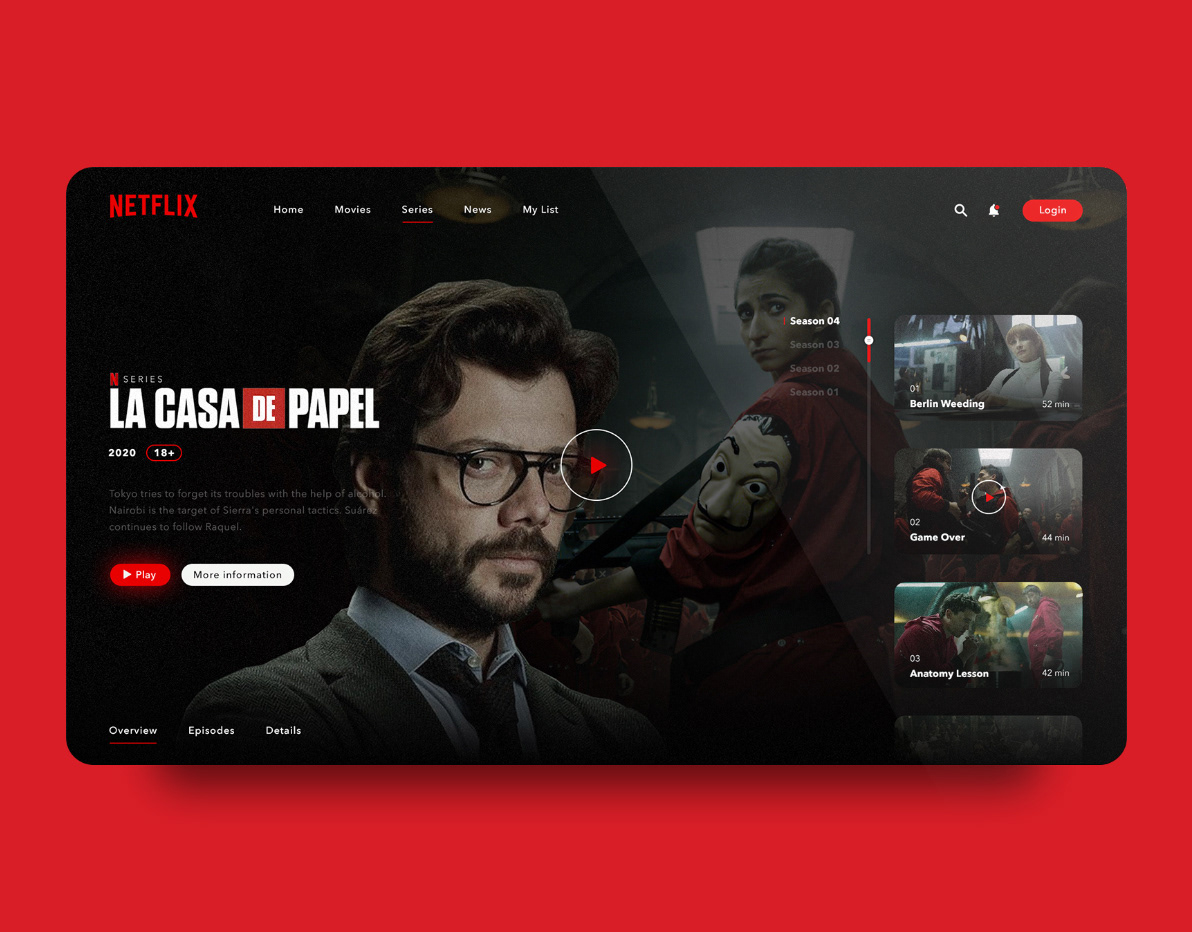 NETFLIX
Home
Movies
Series
News
My List
Login
N SERIES
LA CASA DE PAPEL
2020
18+
Tokyo tries to forget its troubles with the help of alcohol.
Nairobi is the target of Sierra's personal tactics. Suárez
continues to follow Raquel.
Play
More information
Overview
Episodes
Details
Season 04
Season 03
Season 02
Season 01
01
Berlin Weeding
52 min
02
Game Over
44 min
03
Anatomy Lesson
42 min